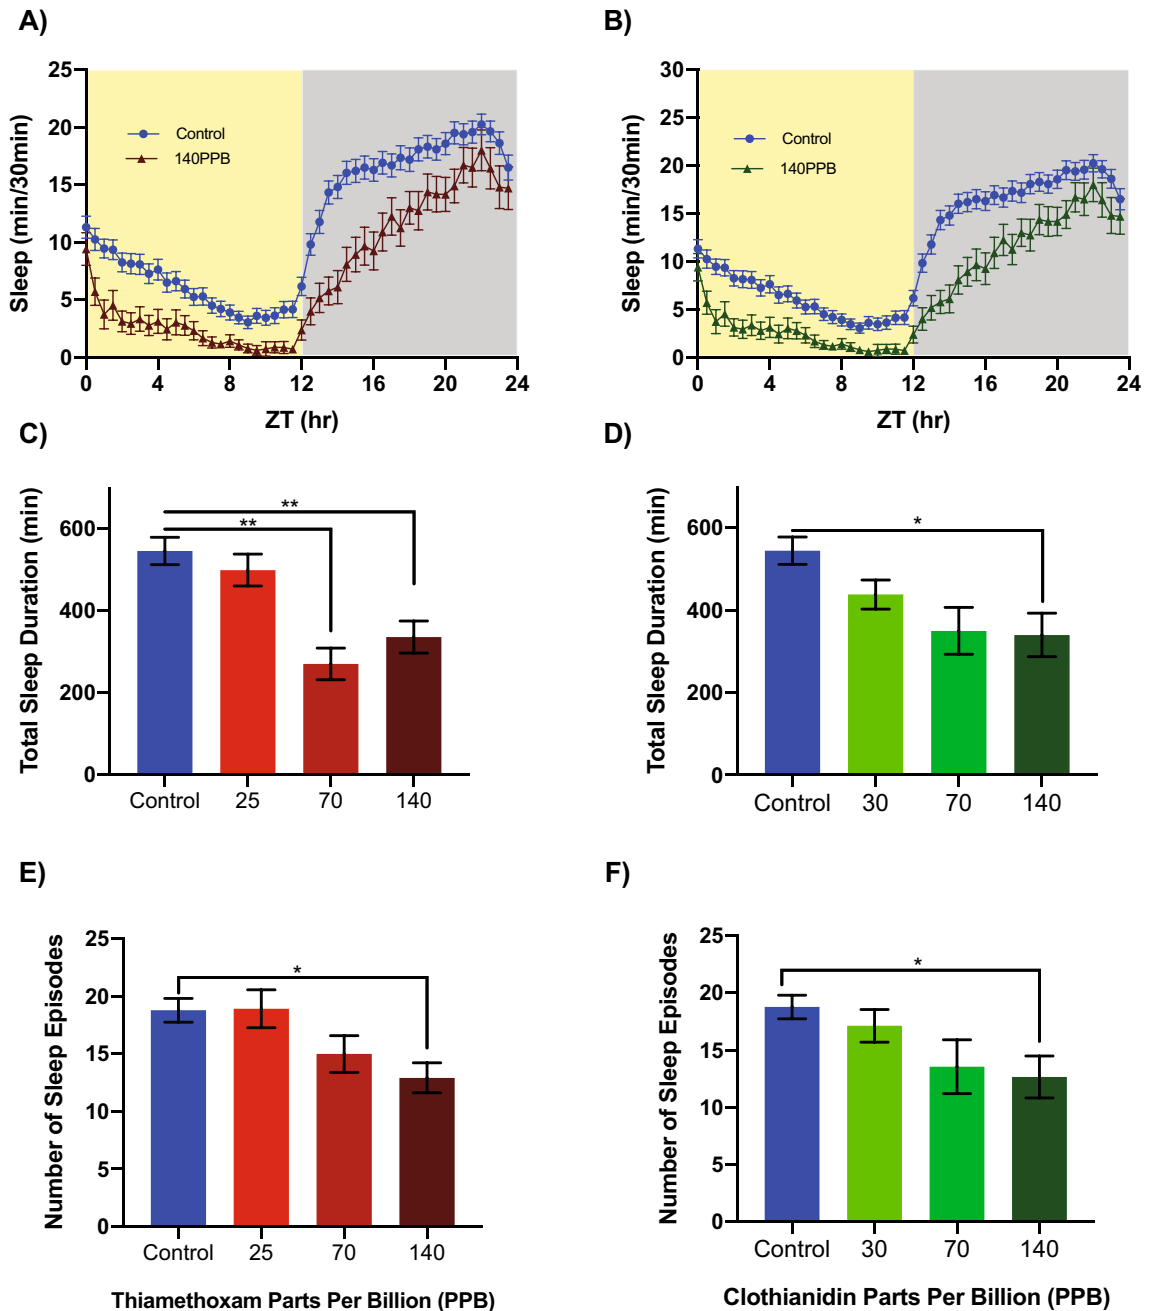 A)
25
20
15
10
5
0
Sleep (min/30min)
Control
140PPB
0 4 8 12 16 20 24
ZT (hr)
B)
30
25
20
15
10
5
0
Sleep (min/30min)
Control
140PPB
0 4 8 12 16 20 24
ZT (hr)
C)
600
400
200
0
Total Sleep Duration (min)
**
**
Control 25 70 140
D)
600
400
200
0
Total Sleep Duration (min)
*
Control 30 70 140
E)
25
20
15
10
5
0
Number of Sleep Episodes
*
Control 25 70 140
Thiamethoxam Parts Per Billion (PPB)
F)
25
20
15
10
5
0
Number of Sleep Episodes
*
Control 30 70 140
Clothianidin Parts Per Billion (PPB)